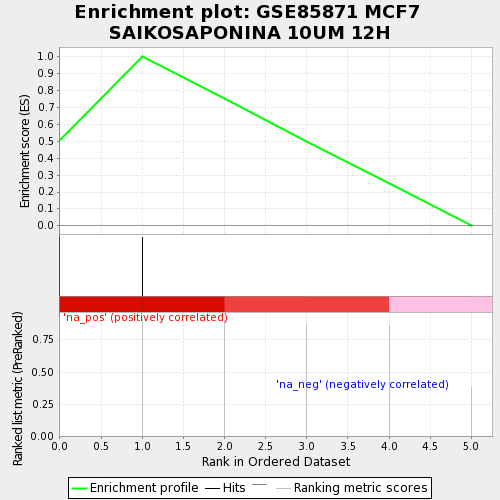 Enrichment plot: GSE85871 MCF7
SAIKOSAPONINA 10UM 12H
Enrichment score (ES)
1.0
0.9
0.8
0.7
0.6
0.5
0.4
0.3
0.2
0.1
0.0
'na_pos' (positively correlated)
Ranked list metric (PreRanked)
0.75
0.50
0.25
0.00
'na_neg' (negatively correlated)
0.0 0.5 1.0 1.5 2.0 2.5 3.0 3.5 4.0 4.5 5.0
Rank in Ordered Dataset
Enrichment profile Hits Ranking metric scores